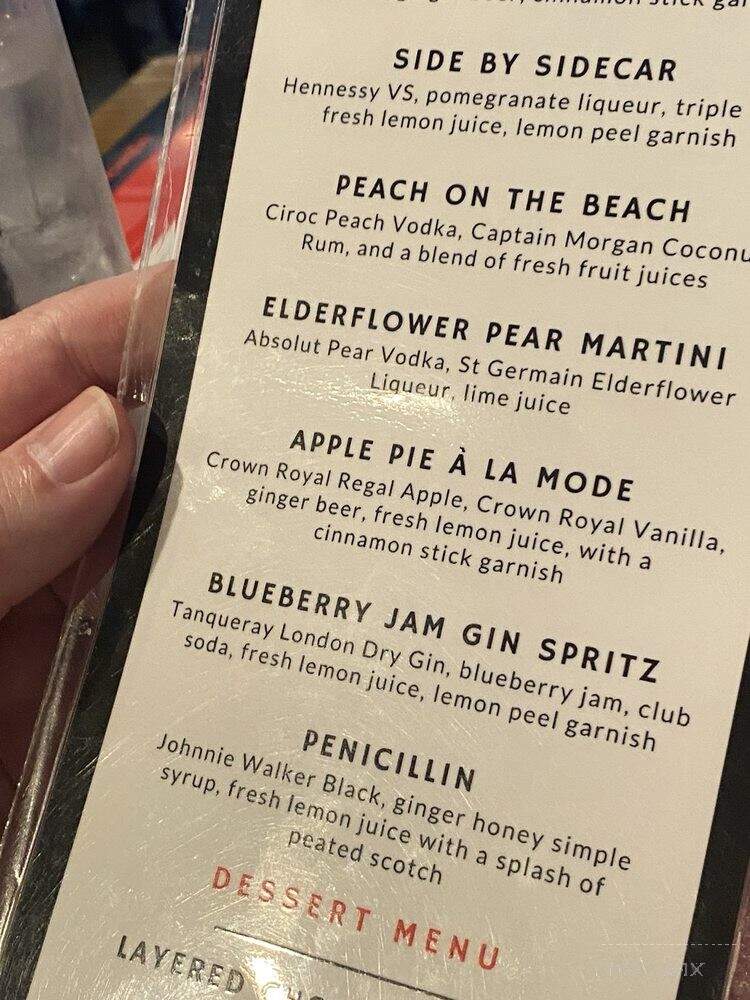 cinnamon stick
SIDE BY SIDECAR
Hennessy VS, pomegranate liqueur, triple
fresh lemon juice, lemon peel garnish
PEACH ON THE BEACH
Ciroc Peach Vodka, Captain Morgan Coconu
Rum, and a blend of fresh fruit juices
ELDERFLOWER PEAR MARTINI
Absolut Pear Vodka, St Germain Elderflower
Liqueur, lime juice
APPLE PIE À LA MODE
Crown Royal Regal Apple, Crown Royal Vanilla,
ginger beer, fresh lemon juice, with a
cinnamon stick garnish
BLUEBERRY JAM GIN SPRITZ
Tanqueray London Dry Gin, blueberry jam, club
soda, fresh lemon juice, lemon peel garnish
PENICILLIN
Johnnie Walker Black, ginger honey simple
syrup, fresh lemon juice with a splash of
peated scotch
DESSERT MENU
LAYERED